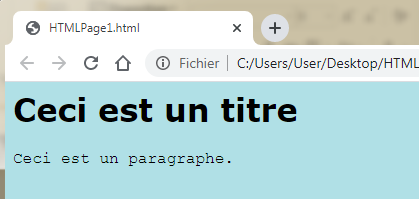 HTMLPage1.html
Fichier C:/Users/User/Desktop/HTML
Ceci est un titre
Ceci est un paragraphe.